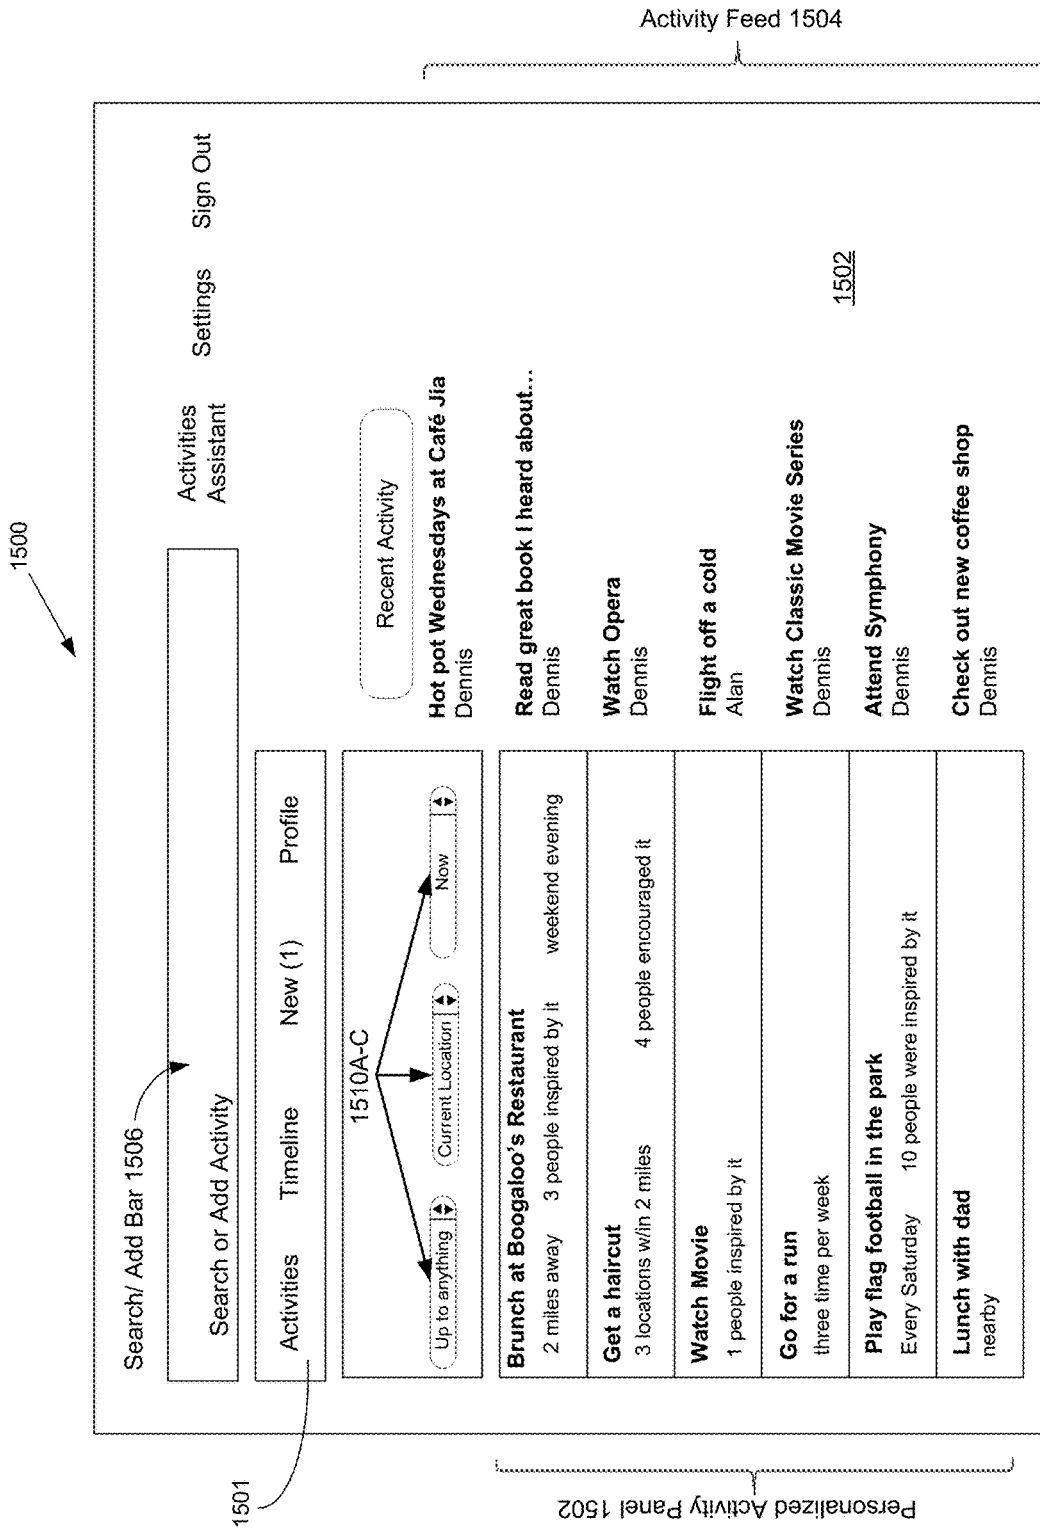 1500
Search/ Add Bar 1506
Search or Add Activity
Activities
Assistant
Settings
Sign Out
1501
Activities
Timeline
New (1)
Profile
1510A-C
Up to anything
Current Location
Now
Recent Activity
Activity Feed 1504
Personalized Activity Panel 1502
Brunch at Boogaloo's Restaurant
2 miles away 3 people inspired by it weekend evening
Get a haircut
3 locations w/in 2 miles 4 people encouraged it
Watch Movie
1 people inspired by it
Go for a run
three time per week
Play flag football in the park
Every Saturday 10 people were inspired by it
Lunch with dad
nearby
Hot pot Wednesdays at Café Jia
Dennis
Read great book I heard about...
Dennis
Watch Opera
Dennis
Flight off a cold
Alan
Watch Classic Movie Series
Dennis
Attend Symphony
Dennis
Check out new coffee shop
Dennis
1502